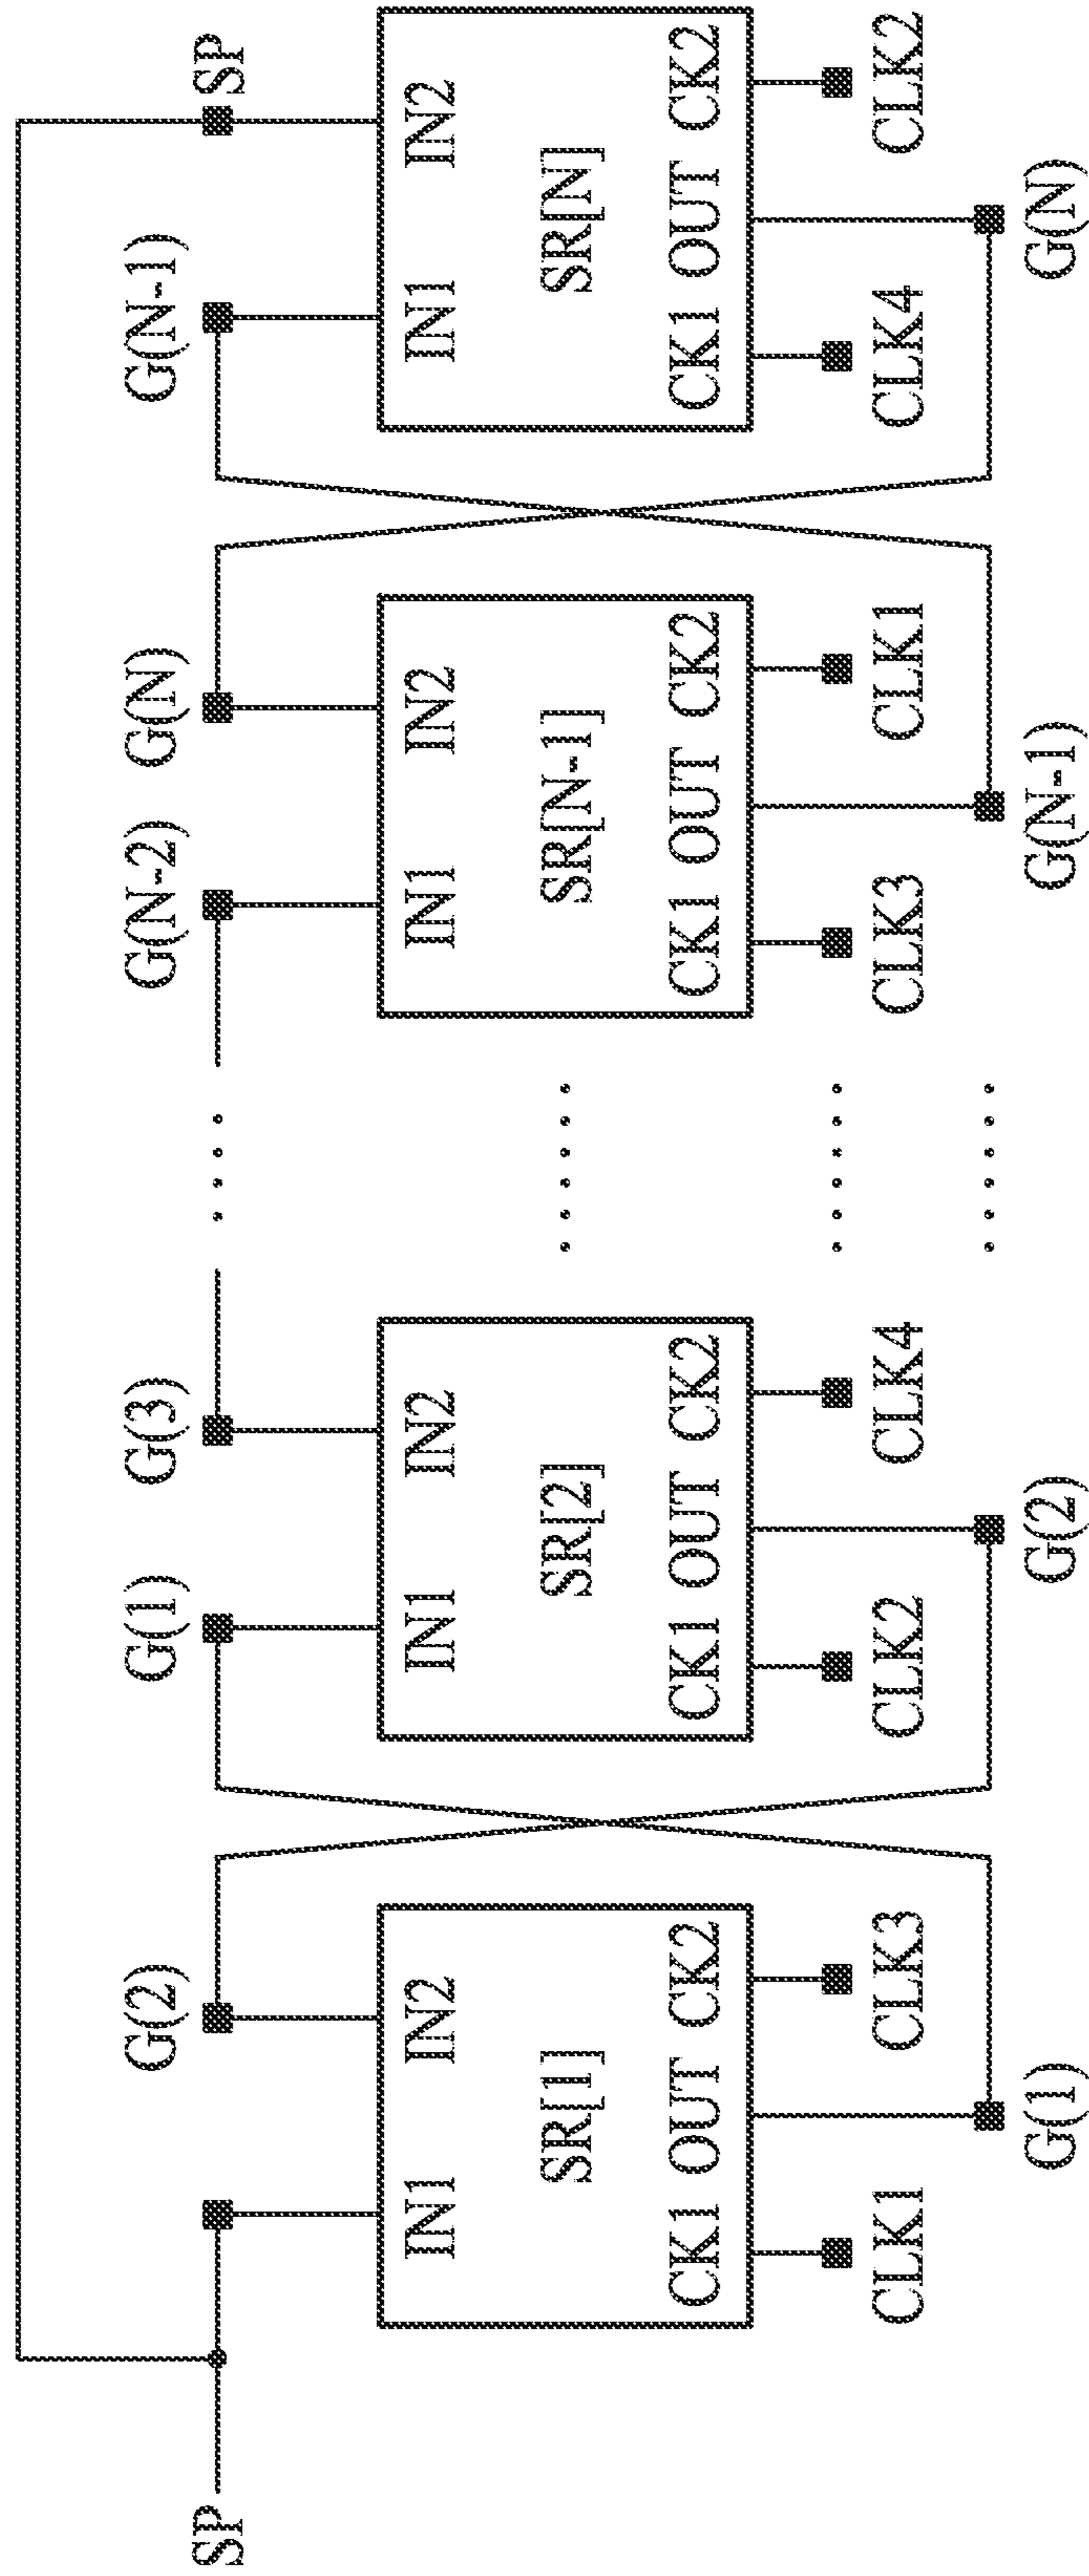 SP
G(2)
G(1)
G(3)
G(N-2)
G(N)
G(N-1)
SP
IN1
IN2
SR[1]
CK1 OUT CK2
CLK1
CLK3
G(1)
IN1
IN2
SR[2]
CK1 OUT CK2
CLK2
CLK4
G(2)
IN1
IN2
SR[N-1]
CK1 OUT CK2
CLK3
CLK1
G(N-1)
IN1
IN2
SR[N]
CK1 OUT CK2
CLK4
CLK2
G(N)